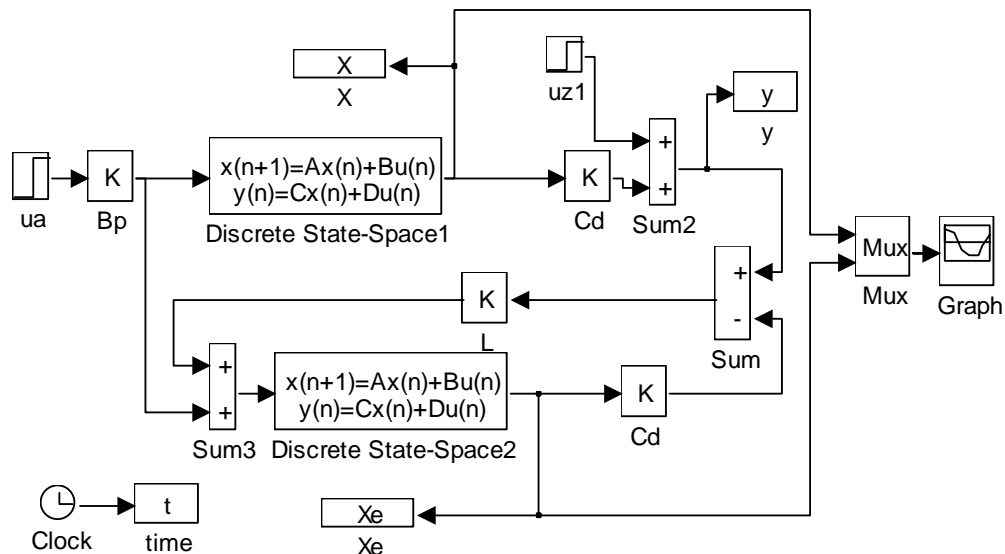 X
X
uz1
y
y
ua
K
Bp
x(n+1)=Ax(n)+Bu(n)
y(n)=Cx(n)+Du(n)
Discrete State-Space1
K
Cd
+
+
Sum2
Mux
Mux
Graph
+
-
Sum
K
L
+
+
Sum3
x(n+1)=Ax(n)+Bu(n)
y(n)=Cx(n)+Du(n)
Discrete State-Space2
K
Cd
Clock
t
time
Xe
Xe